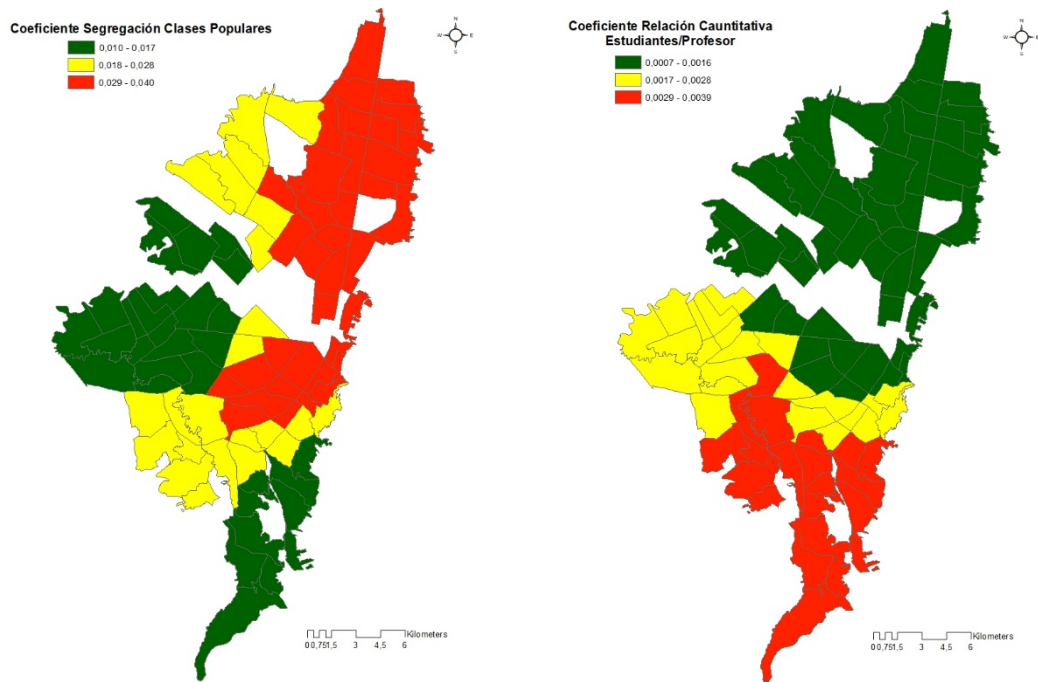 Coeficiente Segregación Clases Populares
0,010 - 0,017
0,018 - 0,028
0,029 - 0,040
N
W E
S
Kilometers
0 0,75 1,5 3 4,5 6
Coeficiente Relación Cauntitativa
Estudiantes/Profesor
0,0007 - 0,0016
0,0017 - 0,0028
0,0029 - 0,0039
N
W E
S
Kilometers
0 0,75 1,5 3 4,5 6